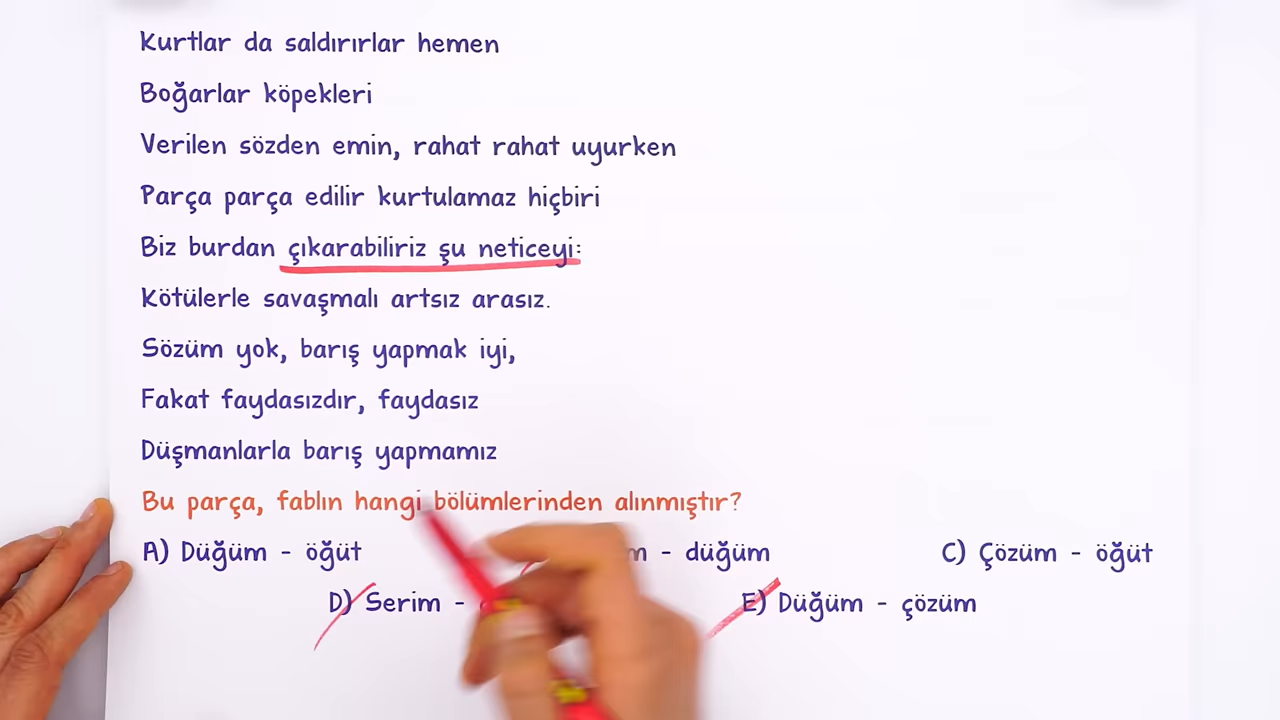 Kurtlar da saldırırlar hemen
Boğarlar köpekleri
Verilen sözden emin, rahat rahat uyurken
Parça parça edilir kurtulamaz hiçbiri
Biz burdan çıkarabiliriz şu neticeyi:
Kötülerle savaşmalı artsız arasız.
Sözüm yok, barış yapmak iyi,
Fakat faydasızdır, faydasız
Düşmanlarla barış yapmamız
Bu parça, fablın hangi bölümlerinden alınmıştır?
A) Düğüm - öğüt - düğüm C) Çözüm - öğüt
D) Serim - E) Düğüm - çözüm